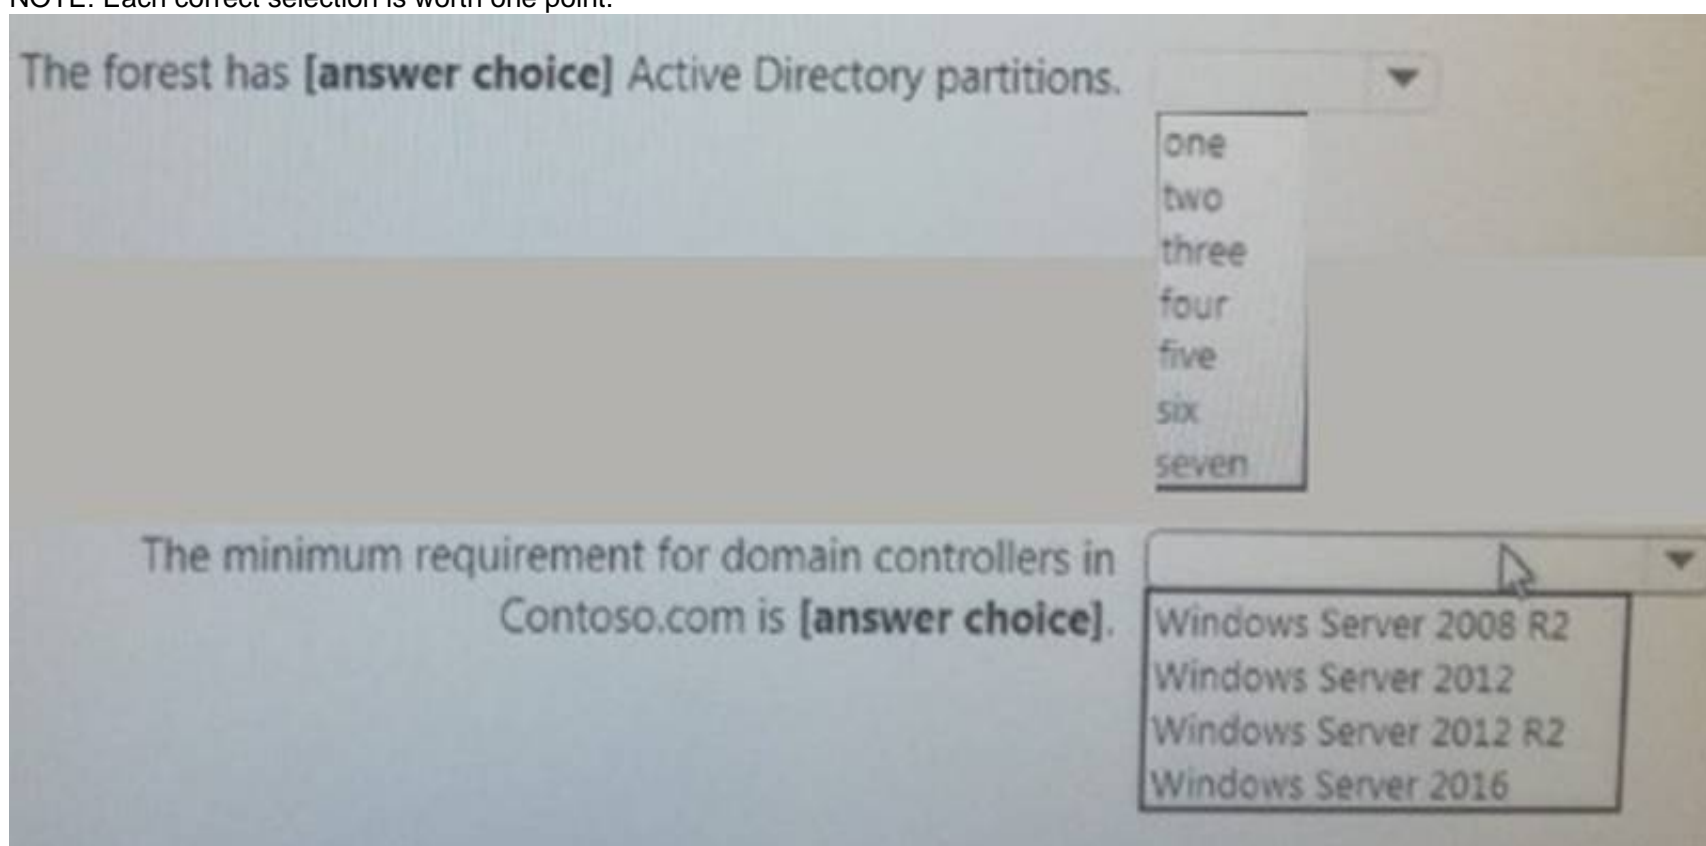 NOTE: Each correct selection is worth one point.
The forest has [answer choice] Active Directory partitions.
one
two
three
four
five
six
seven
The minimum requirement for domain controllers in
Contoso.com is [answer choice].
Windows Server 2008 R2
Windows Server 2012
Windows Server 2012 R2
Windows Server 2016